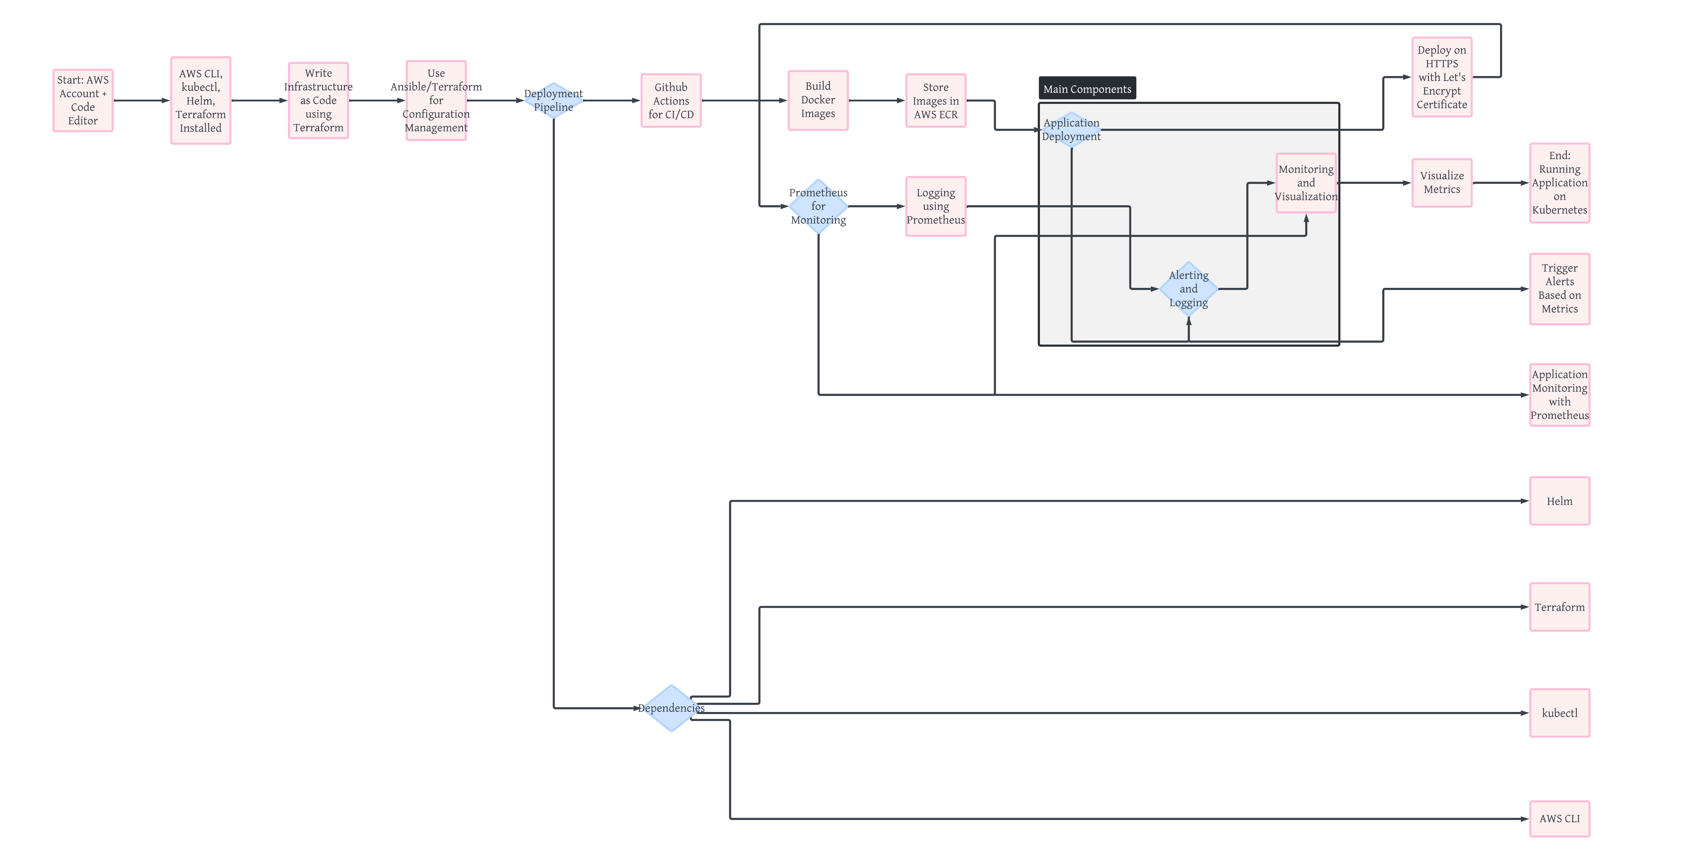 Start: AWS
Account +
Code
Editor
AWS CLI,
kubectl,
Helm,
Terraform
Installed
Write
Infrastructure
as Code
using
Terraform
Use
Ansible/Terraform
for
Configuration
Management
Deployment
Pipeline
Github
Actions
for CI/CD
Build
Docker
Images
Store
Images in
AWS ECR
Main Components
Application
Deployment
Deploy on
HTTPS
with Let's
Encrypt
Certificate
Prometheus
for
Monitoring
Logging
using
Prometheus
Monitoring
and
Visualization
Visualize
Metrics
End:
Running
Application
on
Kubernetes
Alerting
and
Logging
Trigger
Alerts
Based on
Metrics
Application
Monitoring
with
Prometheus
Helm
Terraform
Dependencies
kubectl
AWS CLI